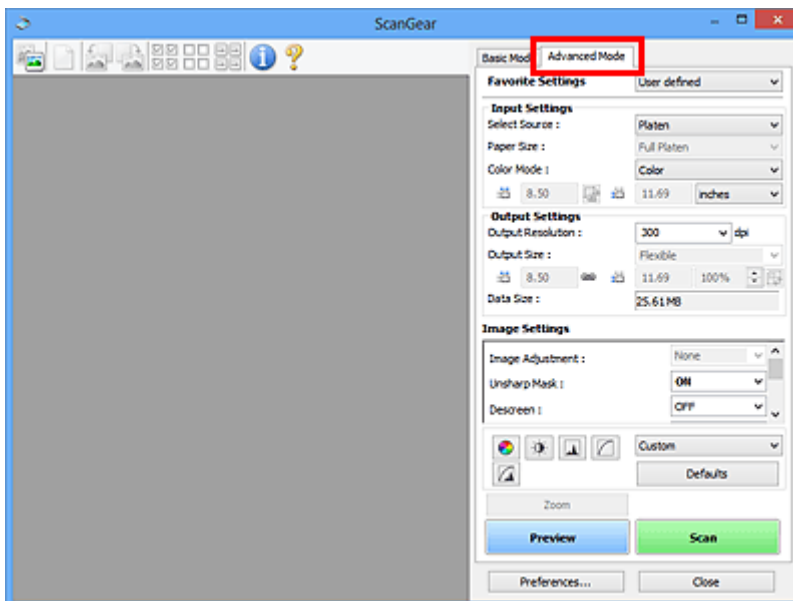 ScanGear
Basic Mod Advanced Mode
Favorite Settings User defined
Input Settings
Select Source : Platen
Paper Size : Full Platen
Color Mode : Color
8.50 11.69 inches
Output Settings
Output Resolution : 300 dpi
Output Size : Flexible
8.50 11.69 100%
Data Size : 25.61MB
Image Settings
Image Adjustment : None
Unsharp Mask : ON
Descreen : OFF
Custom
Defaults
Zoom
Preview Scan
Preferences... Close